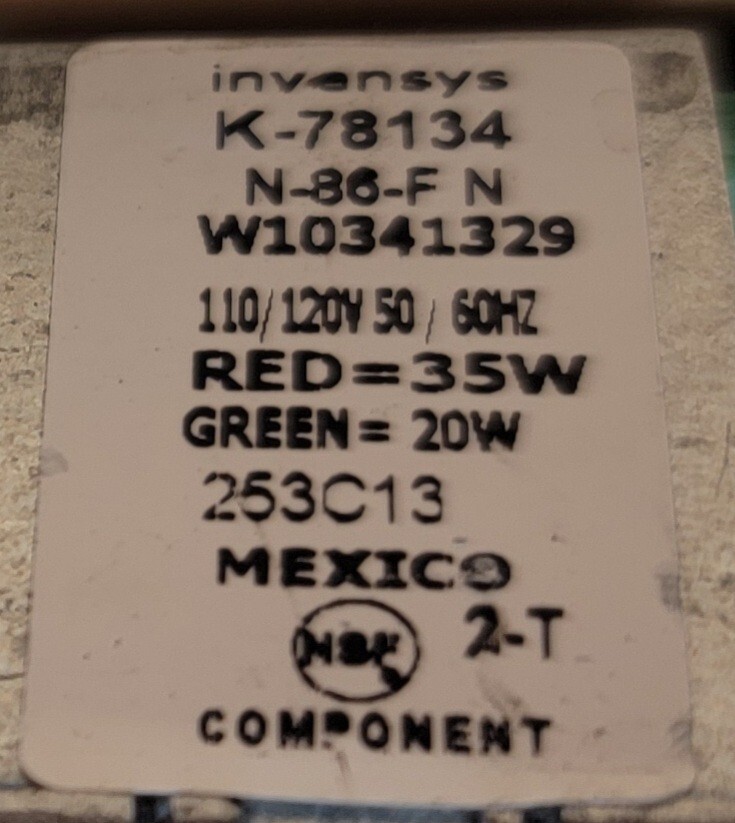 invensys
K-78134
N-86-F N
W10341329
110/120V 50 / 60HZ
RED=35W
GREEN= 20W
253C13
MEXICO
NSF 2-T
COMPONENT